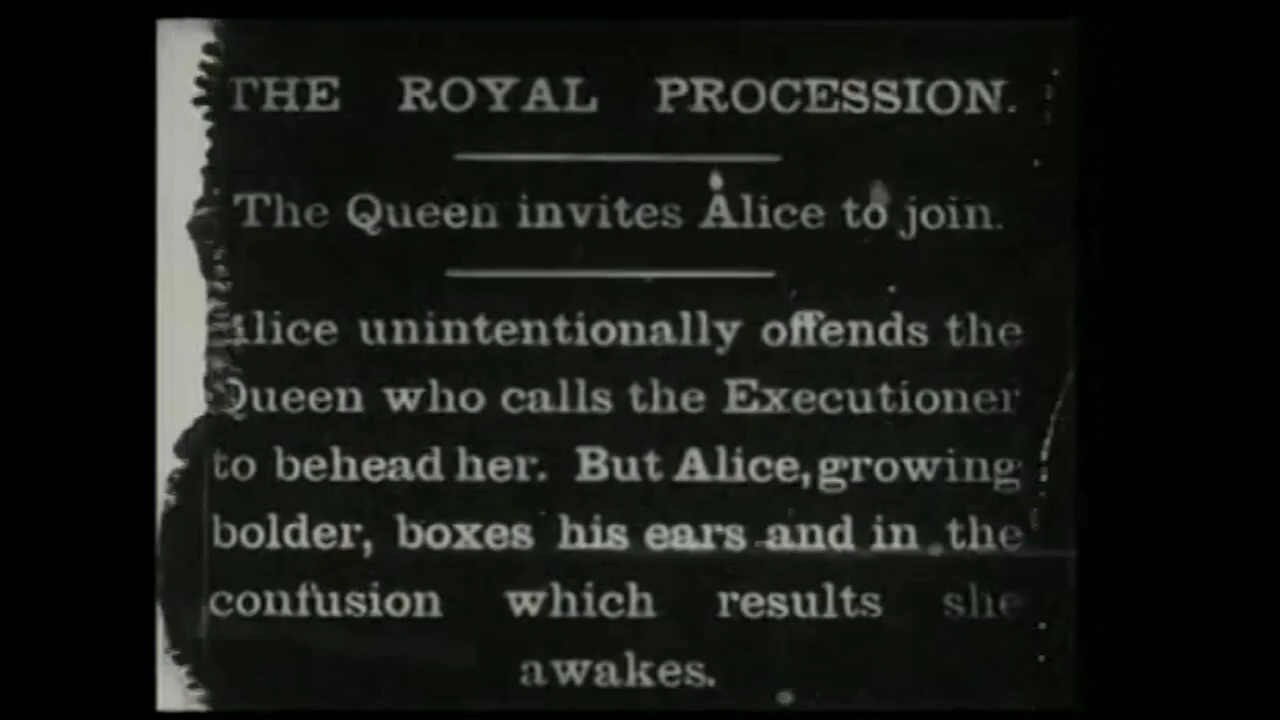 THE ROYAL PROCESSION.
The Queen invites Alice to join.
Alice unintentionally offends the
Queen who calls the Executioner
to behead her. But Alice, growing
bolder, boxes his ears and in the
confusion which results she
awakes.